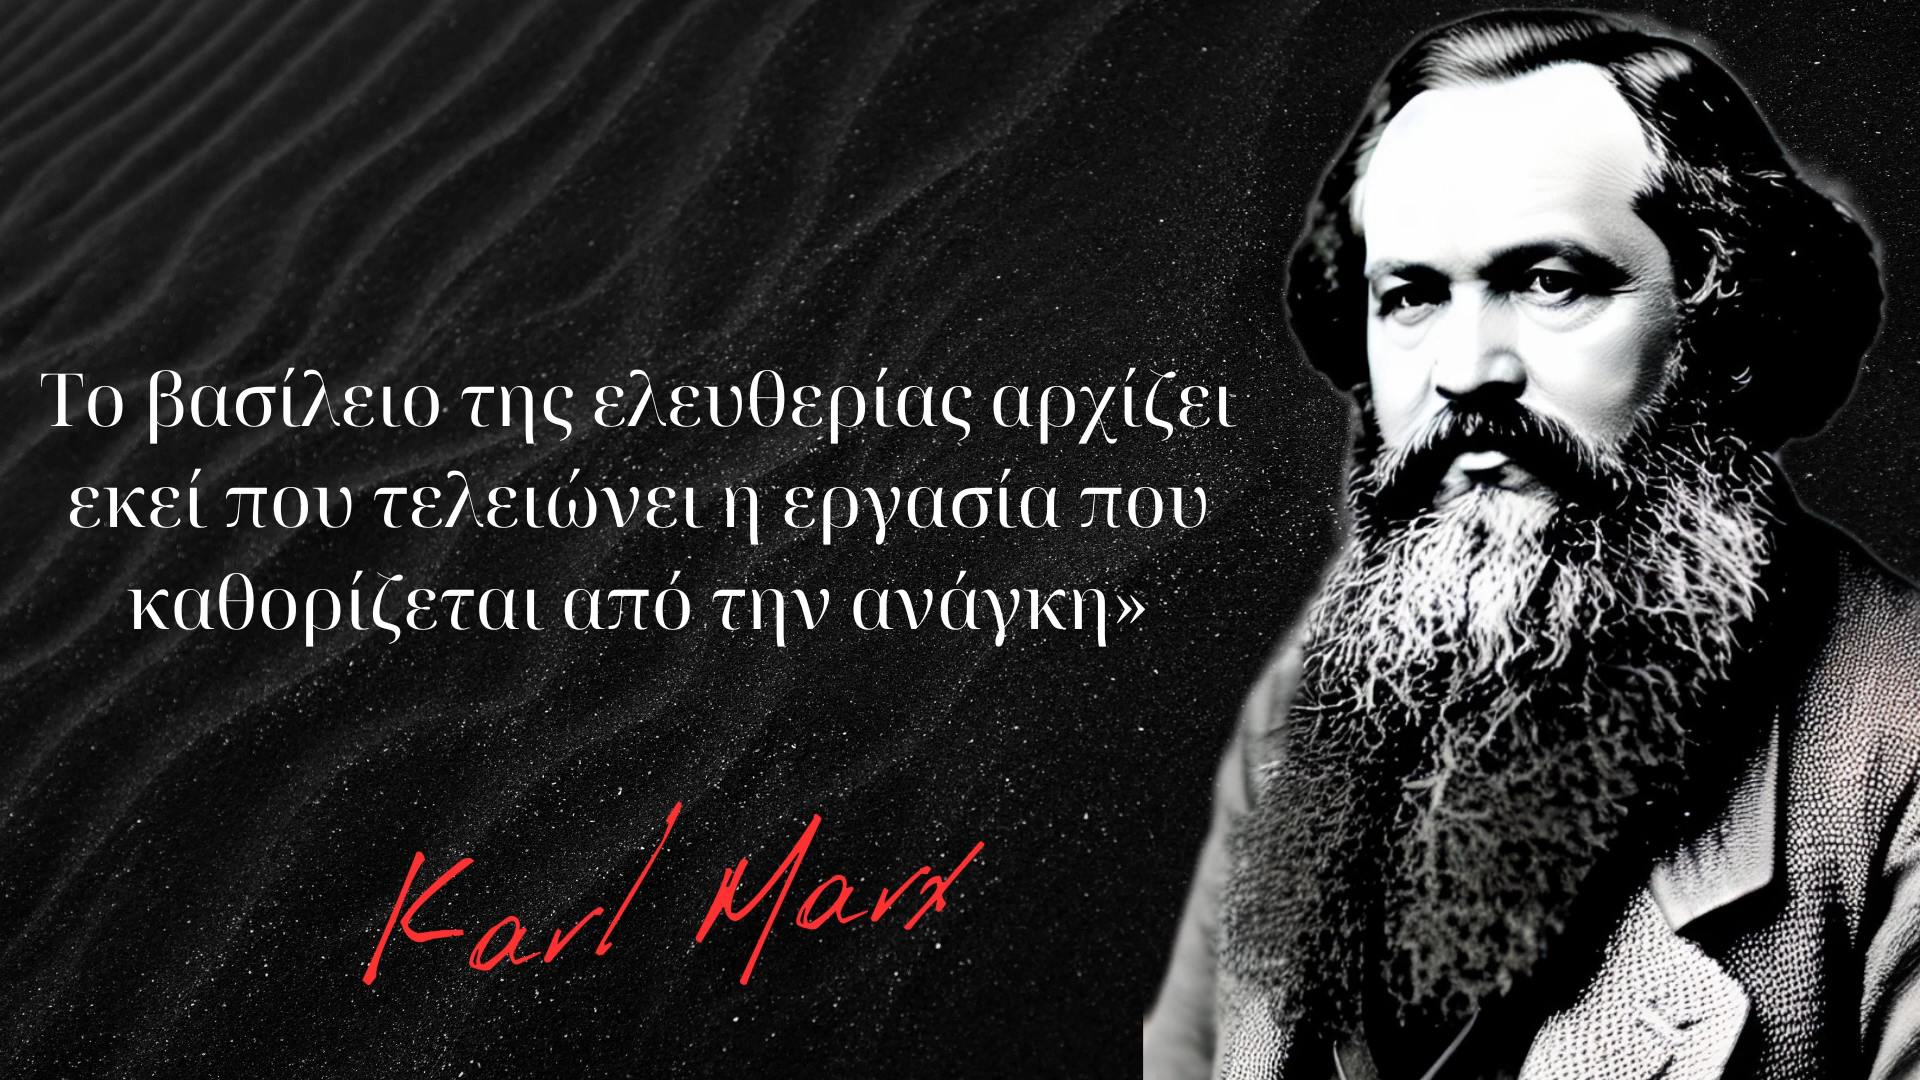 Το βασίλειο της ελευθερίας αρχίζει
εκεί που τελειώνει η εργασία που
καθορίζεται από την ανάγκη»
Karl Marx